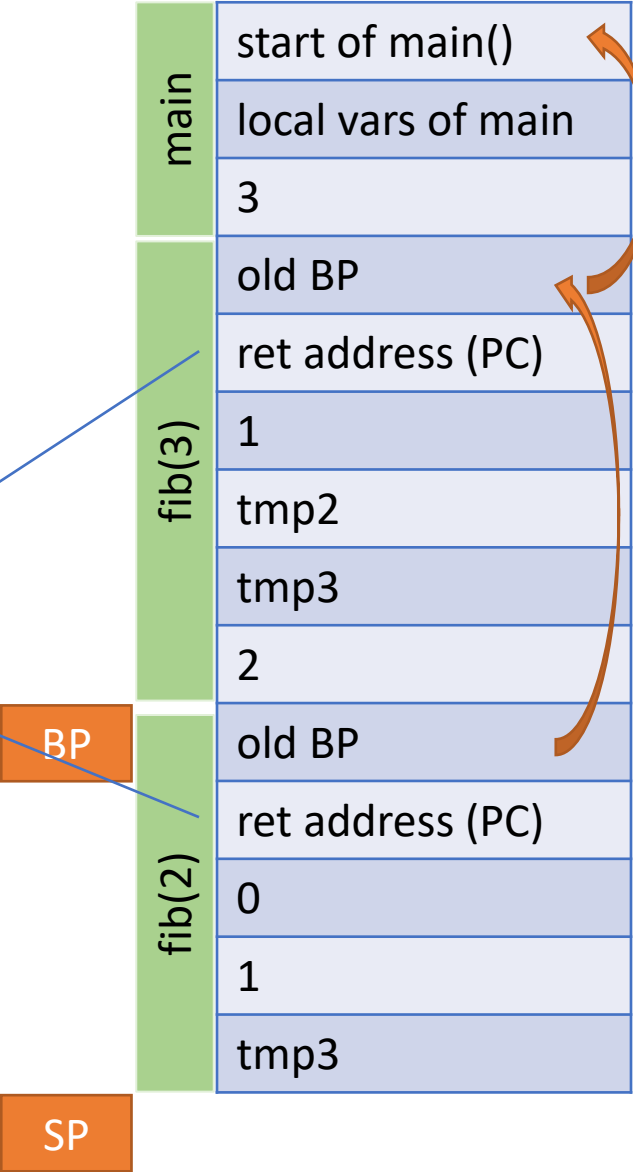 main
start of main()
local vars of main
3
fib(3)
old BP
ret address (PC)
1
tmp2
tmp3
2
BP
fib(2)
old BP
ret address (PC)
0
1
tmp3
SP